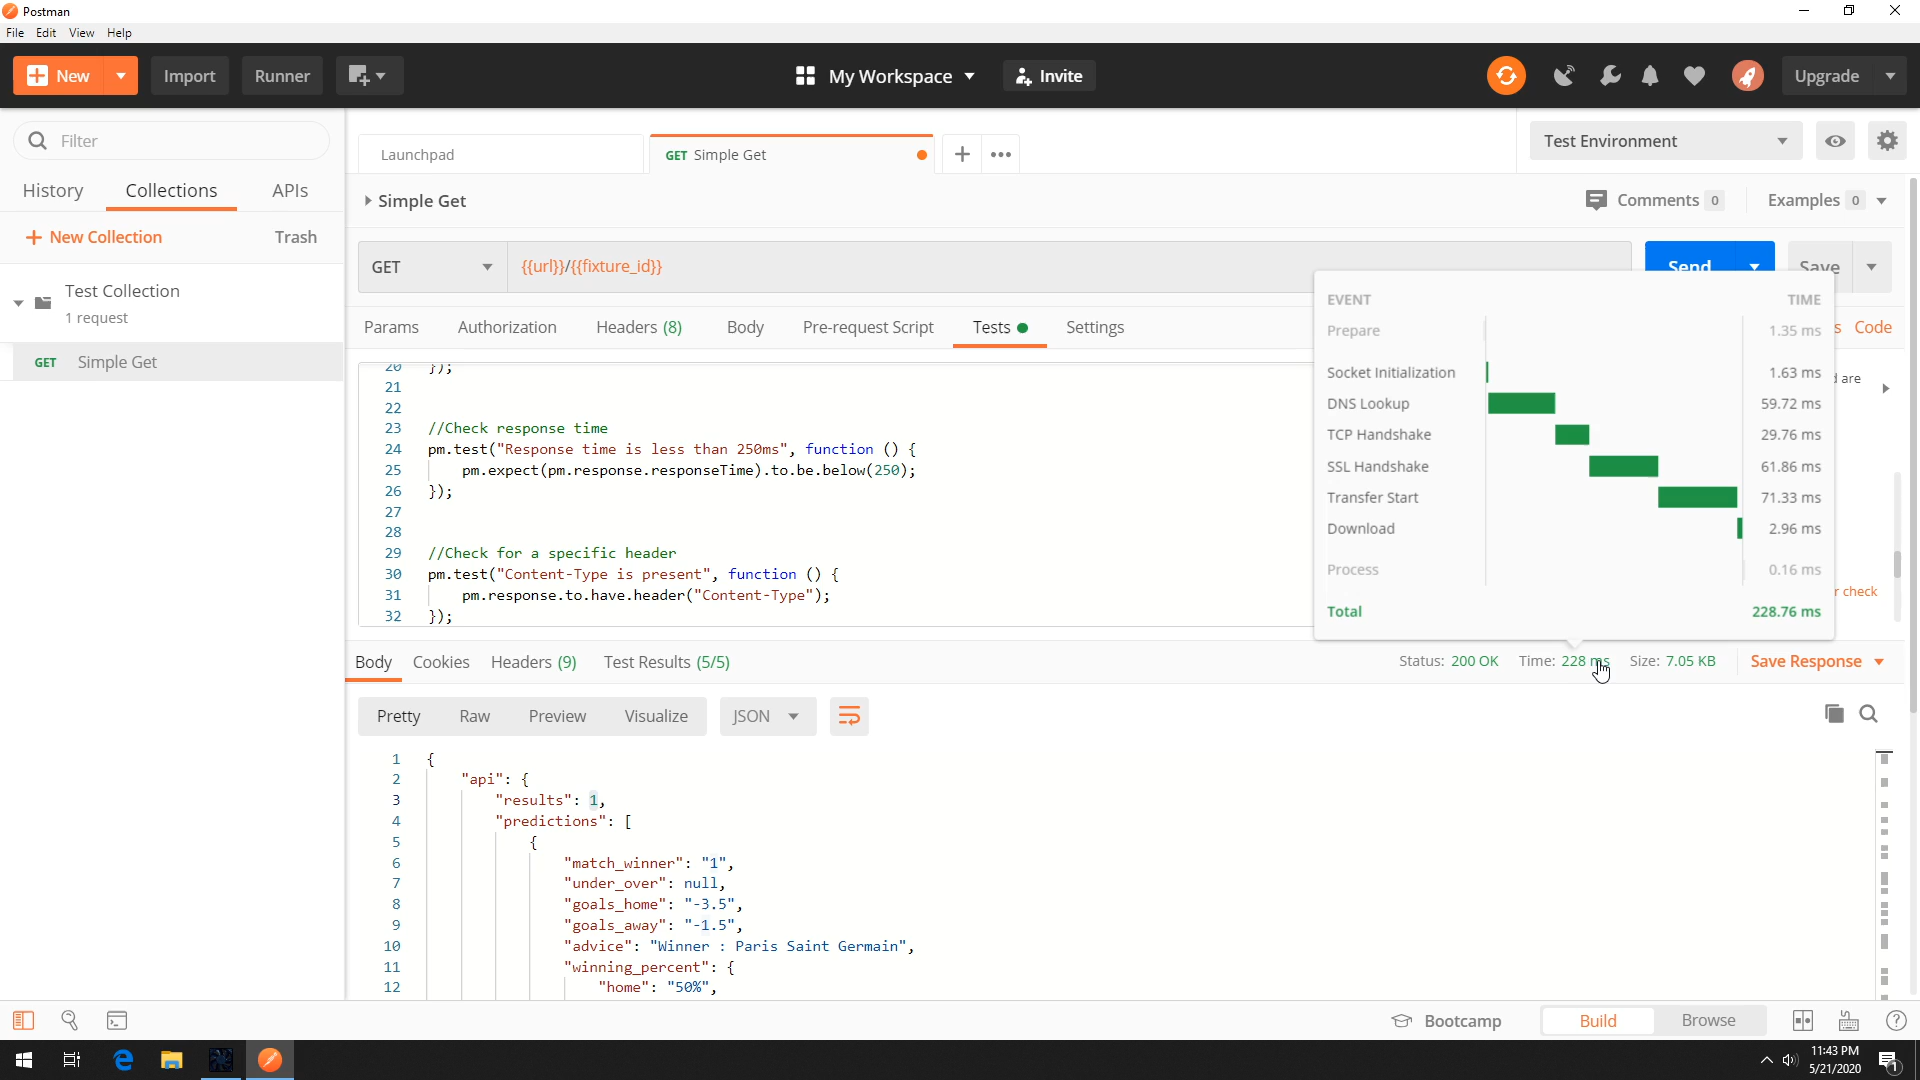 Postman
File Edit View Help
New Import Runner My Workspace Invite Upgrade
Filter
Launchpad GET Simple Get Test Environment
History Collections APIs
Simple Get Comments 0 Examples 0
New Collection Trash
GET {{url}}/{{fixture_id}} Send Save
Test Collection
1 request
GET Simple Get
Params Authorization Headers (8) Body Pre-request Script Tests Settings s Code
20 });
21
22
23 //Check response time
24 pm.test("Response time is less than 250ms", function () {
25 pm.expect(pm.response.responseTime).to.be.below(250);
26 });
27
28
29 //Check for a specific header
30 pm.test("Content-Type is present", function () {
31 pm.response.to.have.header("Content-Type");
32 });
EVENT TIME
Prepare 1.35 ms
Socket Initialization 1.63 ms
DNS Lookup 59.72 ms
TCP Handshake 29.76 ms
SSL Handshake 61.86 ms
Transfer Start 71.33 ms
Download 2.96 ms
Process 0.16 ms
Total 228.76 ms
d are
r check
Body Cookies Headers (9) Test Results (5/5) Status: 200 OK Time: 228 ms Size: 7.05 KB Save Response
Pretty Raw Preview Visualize JSON
1 {
2 "api": {
3 "results": 1,
4 "predictions": [
5 {
6 "match_winner": "1",
7 "under_over": null,
8 "goals_home": "-3.5",
9 "goals_away": "-1.5",
10 "advice": "Winner : Paris Saint Germain",
11 "winning_percent": {
12 "home": "50%",
Bootcamp Build Browse
11:43 PM
5/21/2020
1